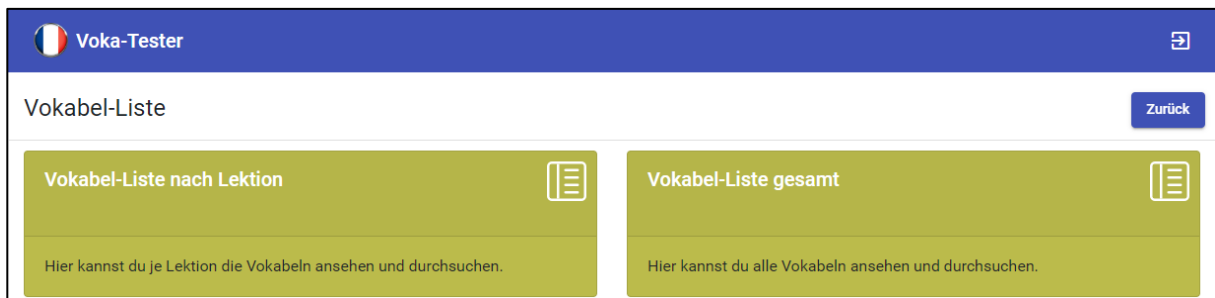 Voka-Tester
Vokabel-Liste
Zurück
Vokabel-Liste nach Lektion
Hier kannst du je Lektion die Vokabeln ansehen und durchsuchen.
Vokabel-Liste gesamt
Hier kannst du alle Vokabeln ansehen und durchsuchen.